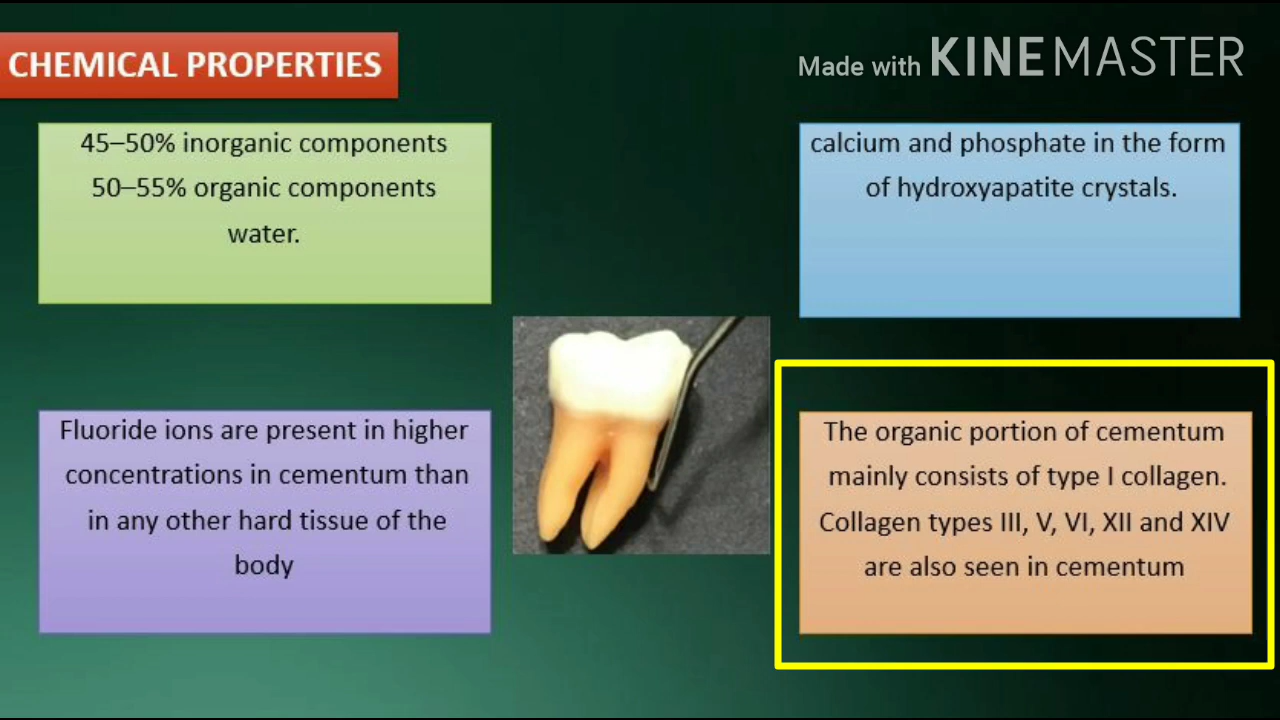 CHEMICAL PROPERTIES
Made with KINEMASTER
45–50% inorganic components
50–55% organic components
water.
calcium and phosphate in the form
of hydroxyapatite crystals.
Fluoride ions are present in higher
concentrations in cementum than
in any other hard tissue of the
body
The organic portion of cementum
mainly consists of type I collagen.
Collagen types III, V, VI, XII and XIV
are also seen in cementum